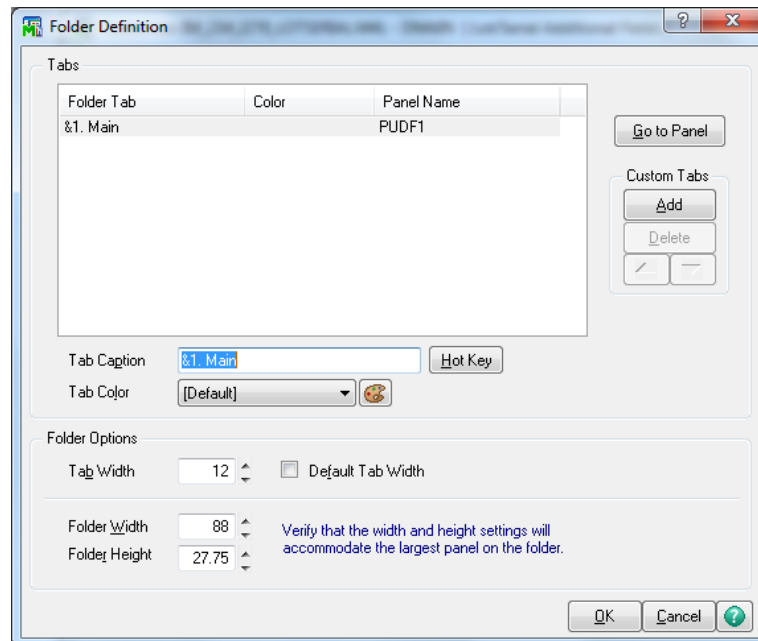 Folder Definition
Tabs
Folder Tab Color Panel Name
&1. Main PUDF1
Go to Panel
Custom Tabs
Add
Delete
Tab Caption &1. Main Hot Key
Tab Color [Default]
Folder Options
Tab Width 12 Default Tab Width
Folder Width 88
Folder Height 27.75
Verify that the width and height settings will
accommodate the largest panel on the folder.
OK Cancel